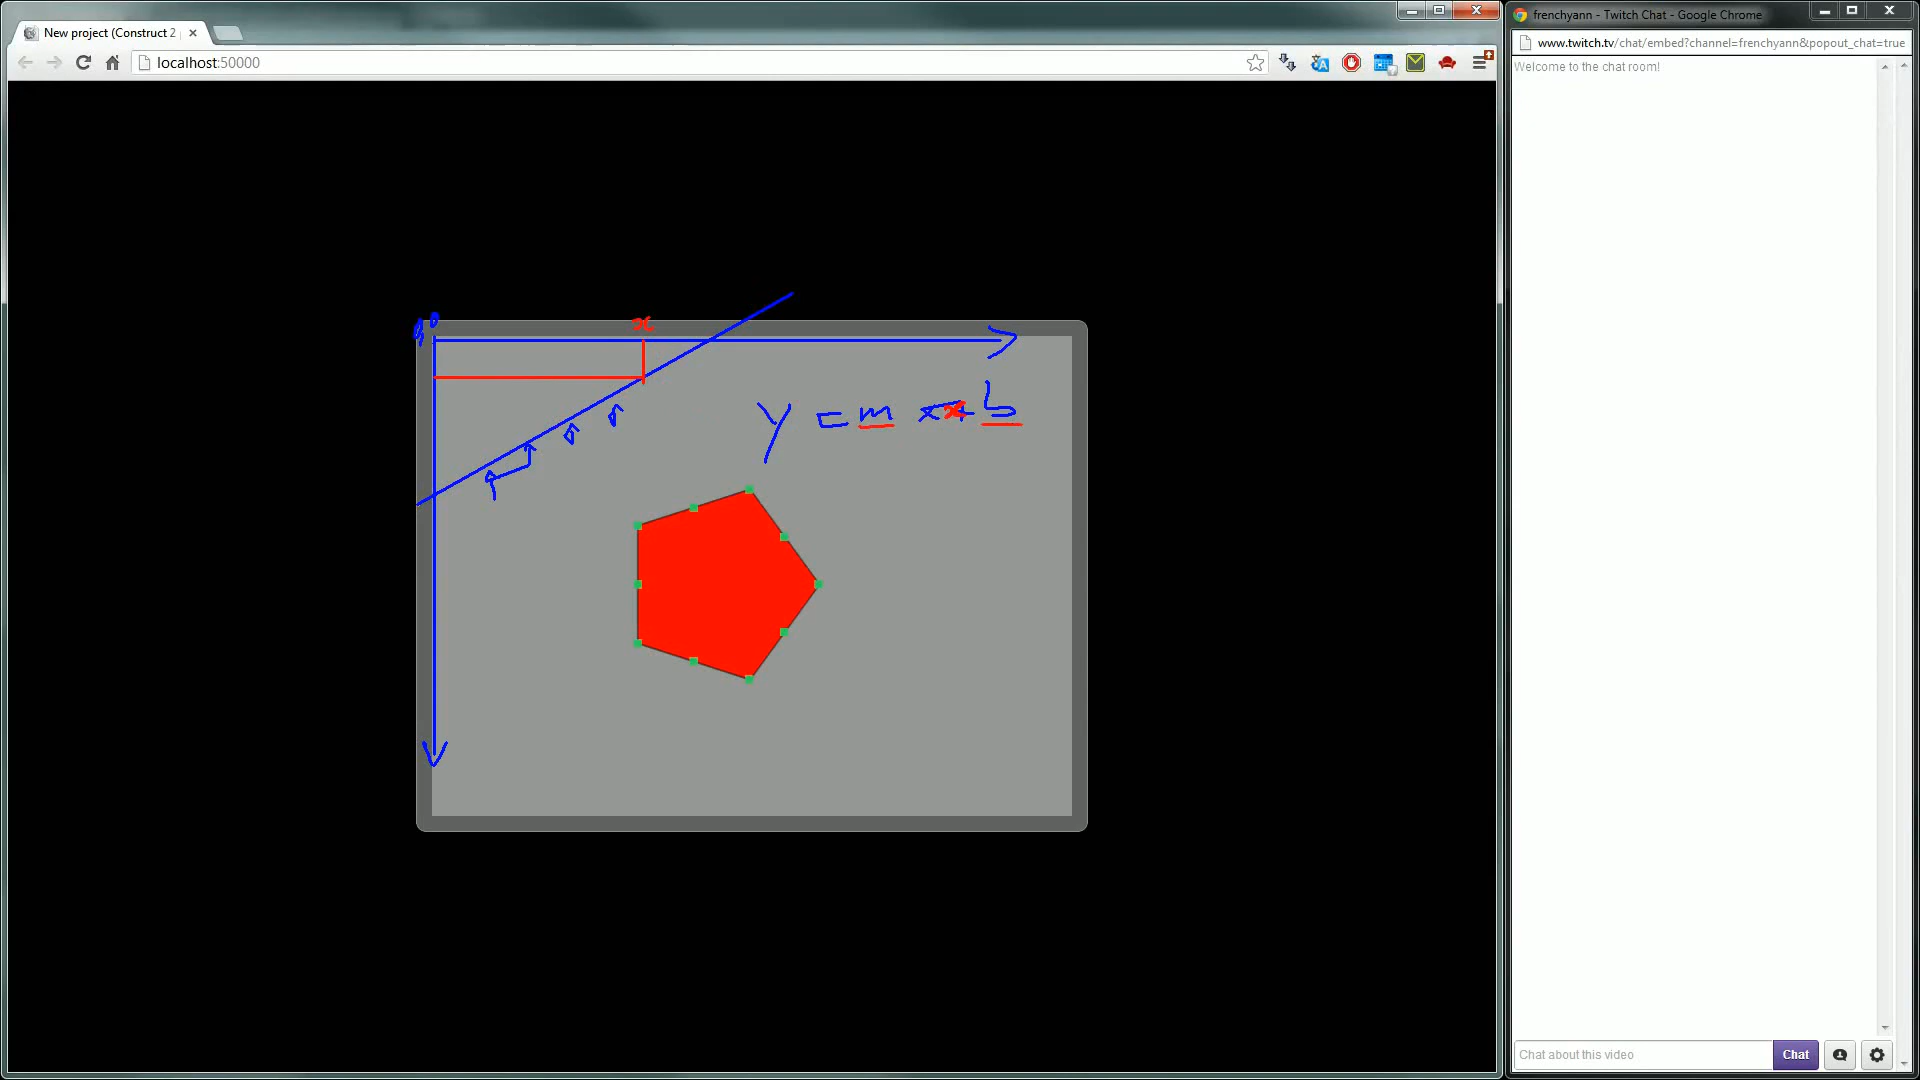 New project (Construct 2
localhost:50000
frenchyann - Twitch Chat - Google Chrome
www.twitch.tv/chat/embed?channel=frenchyann&popout_chat=true
Welcome to the chat room!
0
x
y = m x + b
Chat about this video
Chat